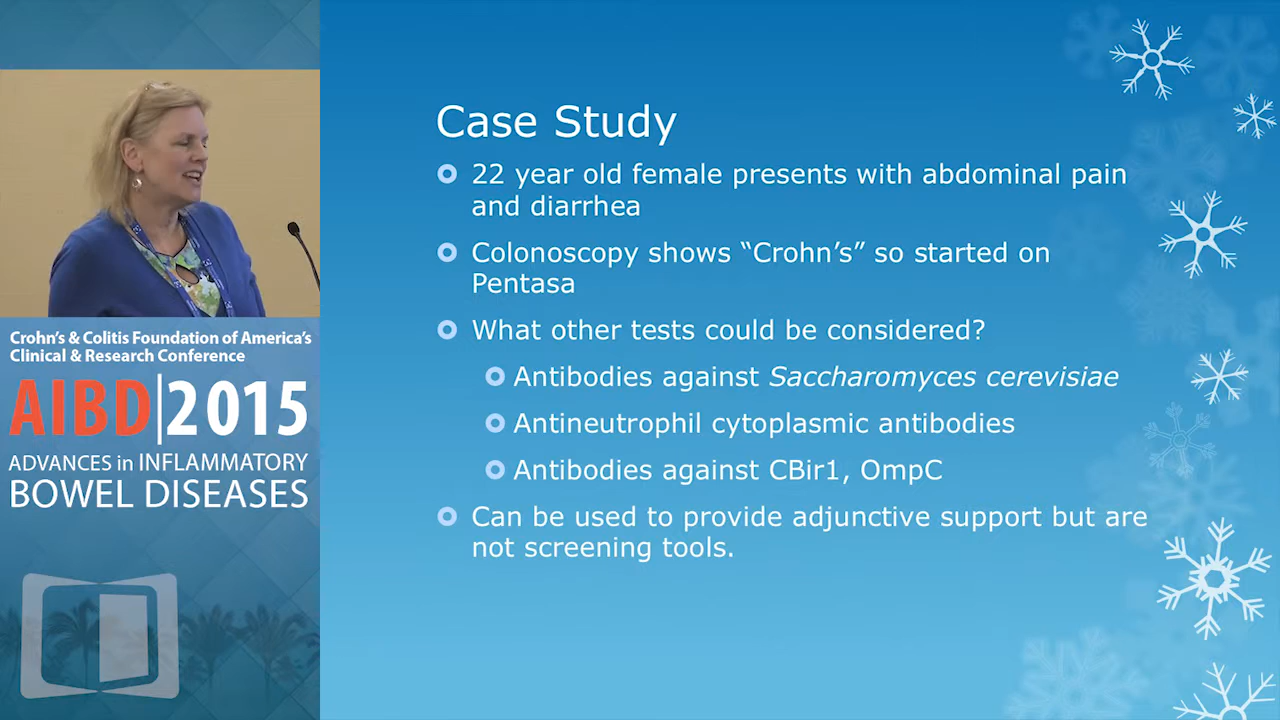 Case Study
22 year old female presents with abdominal pain
and diarrhea
Colonoscopy shows “Crohn’s” so started on
Pentasa
What other tests could be considered?
Antibodies against Saccharomyces cerevisiae
Antineutrophil cytoplasmic antibodies
Antibodies against CBir1, OmpC
Can be used to provide adjunctive support but are
not screening tools.
Crohn’s & Colitis Foundation of America’s
Clinical & Research Conference
AIBD|2015
ADVANCES in INFLAMMATORY
BOWEL DISEASES